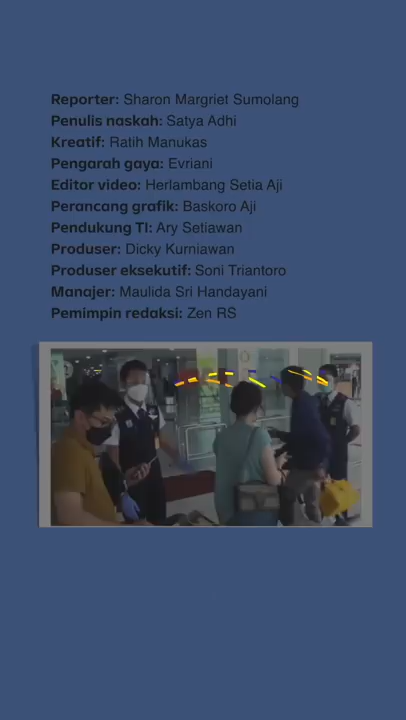 Reporter: Sharon Margriet Sumolang
Penulis naskah: Satya Adhi
Kreatif: Ratih Manukas
Pengarah gaya: Evriani
Editor video: Herlambang Setia Aji
Perancang grafik: Baskoro Aji
Pendukung TI: Ary Setiawan
Produser: Dicky Kurniawan
Produser eksekutif: Soni Triantoro
Manajer: Maulida Sri Handayani
Pemimpin redaksi: Zen RS